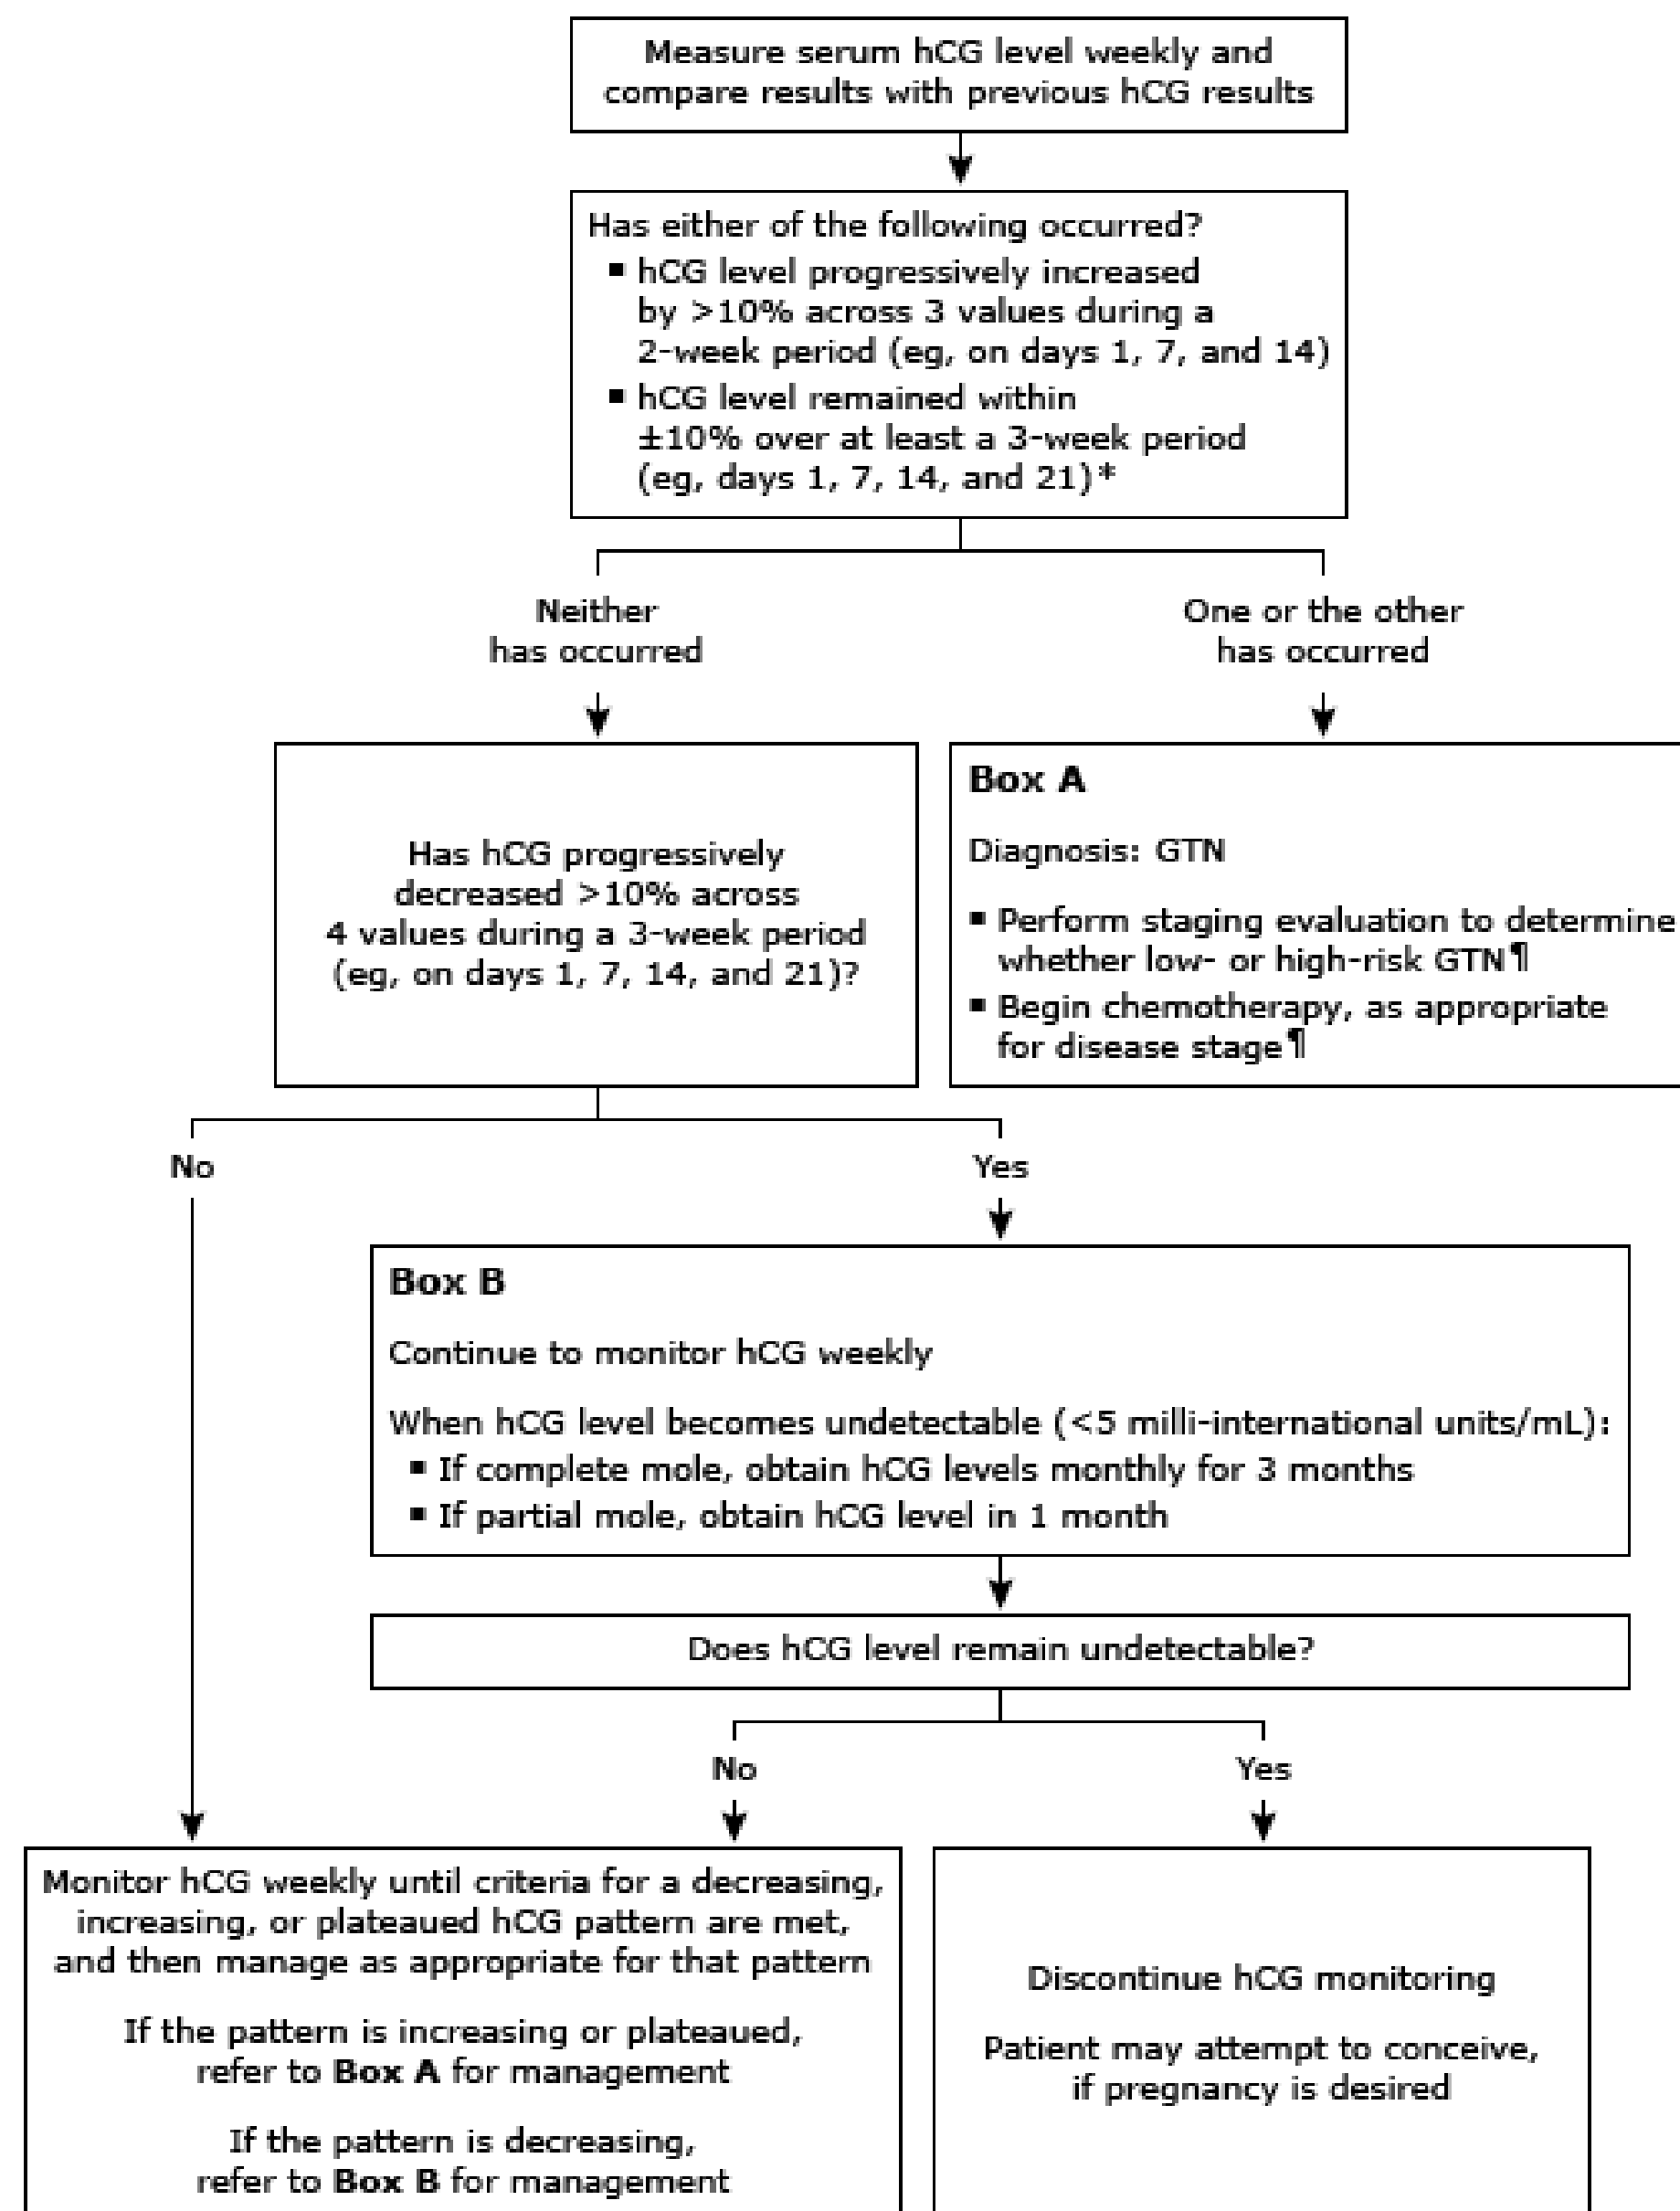 Measure serum hCG level weekly and
compare results with previous hCG results
Has either of the following occurred?
▪ hCG level progressively increased
by >10% across 3 values during a
2-week period (eg, on days 1, 7, and 14)
▪ hCG level remained within
±10% over at least a 3-week period
(eg, days 1, 7, 14, and 21)*
Neither
has occurred
One or the other
has occurred
Has hCG progressively
decreased >10% across
4 values during a 3-week period
(eg, on days 1, 7, 14, and 21)?
Box A
Diagnosis: GTN
▪ Perform staging evaluation to determine
whether low- or high-risk GTN¶
▪ Begin chemotherapy, as appropriate
for disease stage¶
No
Yes
Box B
Continue to monitor hCG weekly
When hCG level becomes undetectable (<5 milli-international units/mL):
▪ If complete mole, obtain hCG levels monthly for 3 months
▪ If partial mole, obtain hCG level in 1 month
Does hCG level remain undetectable?
No
Yes
Monitor hCG weekly until criteria for a decreasing,
increasing, or plateaued hCG pattern are met,
and then manage as appropriate for that pattern
If the pattern is increasing or plateaued,
refer to Box A for management
If the pattern is decreasing,
refer to Box B for management
Discontinue hCG monitoring
Patient may attempt to conceive,
if pregnancy is desired